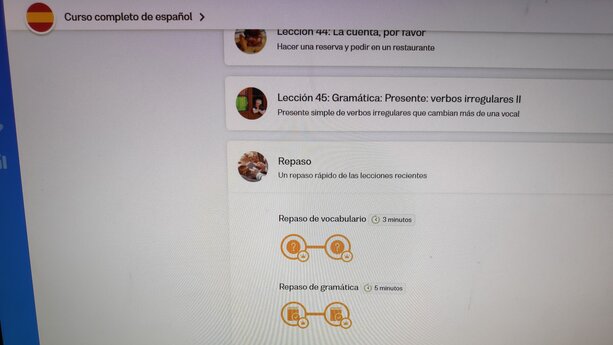 Curso completo de español
Lección 44: La cuenta, por favor
Hacer una reserva y pedir en un restaurante
Lección 45: Gramática: Presente: verbos irregulares II
Presente simple de verbos irregulares que cambian más de una vocal
Repaso
Un repaso rápido de las lecciones recientes
Repaso de vocabulario 3 minutos
? ?
Repaso de gramática 5 minutos